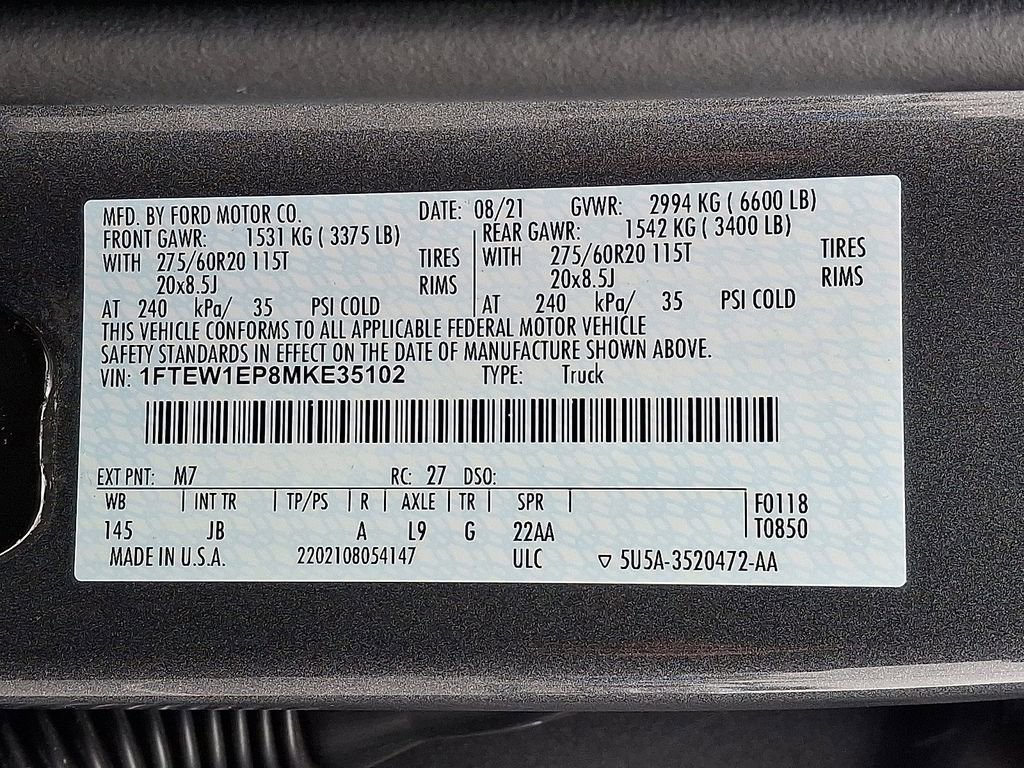 MFD. BY FORD MOTOR CO. DATE: 08/21 GVWR: 2994 KG ( 6600 LB)
FRONT GAWR: 1531 KG ( 3375 LB) REAR GAWR: 1542 KG ( 3400 LB)
WITH 275/60R20 115T TIRES WITH 275/60R20 115T TIRES
20x8.5J RIMS 20x8.5J RIMS
AT 240 kPa/ 35 PSI COLD AT 240 kPa/ 35 PSI COLD
THIS VEHICLE CONFORMS TO ALL APPLICABLE FEDERAL MOTOR VEHICLE
SAFETY STANDARDS IN EFFECT ON THE DATE OF MANUFACTURE SHOWN ABOVE.
VIN: 1FTEW1EP8MKE35102 TYPE: Truck
EXT PNT: M7 RC: 27 DSO:
WB INT TR TP/PS R AXLE TR SPR F0118
145 JB A L9 G 22AA T0850
MADE IN U.S.A. 2202108054147 ULC ▽ 5U5A-3520472-AA